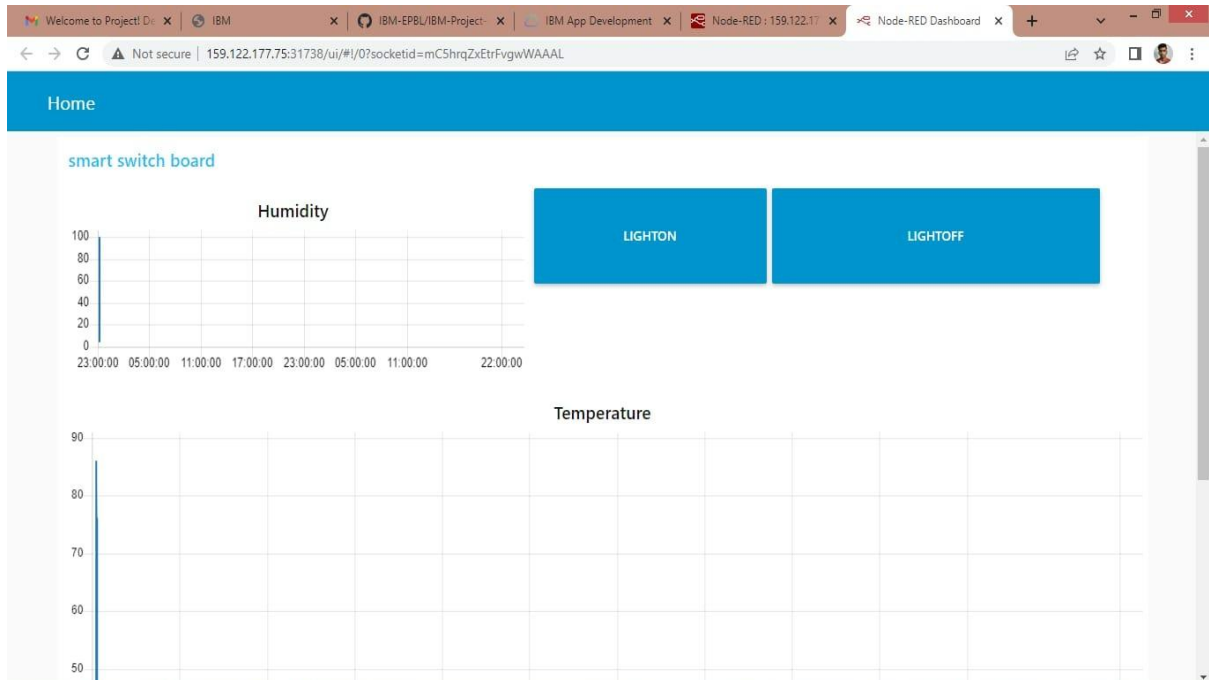 Welcome to Project! De
IBM
IBM-EPBL/IBM-Project-
IBM App Development
Node-RED : 159.122.17
Node-RED Dashboard
Not secure | 159.122.177.75:31738/ui/#!/0?socketid=mC5hrqZxEtrFvgwWAAAL
Home
smart switch board
Humidity
LIGHTON
LIGHTOFF
100
80
60
40
20
0
23:00:00 05:00:00 11:00:00 17:00:00 23:00:00 05:00:00 11:00:00 22:00:00
Temperature
90
80
70
60
50